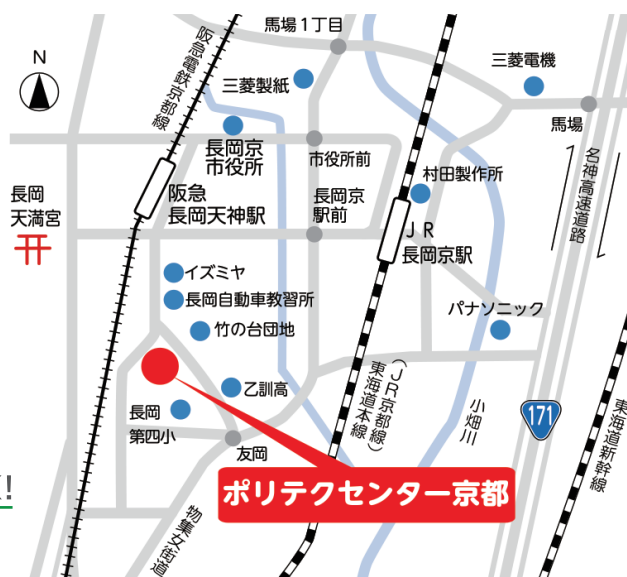 馬場1丁目
N
阪急電鉄京都線
三菱製紙
三菱電機
馬場
長岡京
市役所
市役所前
名神高速道路
村田製作所
長岡
天満宮
阪急
長岡天神駅
長岡京
駅前
JR
長岡京駅
イズミヤ
長岡自動車教習所
パナソニック
竹の台団地
乙訓高
長岡
第四小
(JR京都線)
東海道本線
小畑川
171
東海道新幹線
友岡
ポリテクセンター京都
!
物集女街道